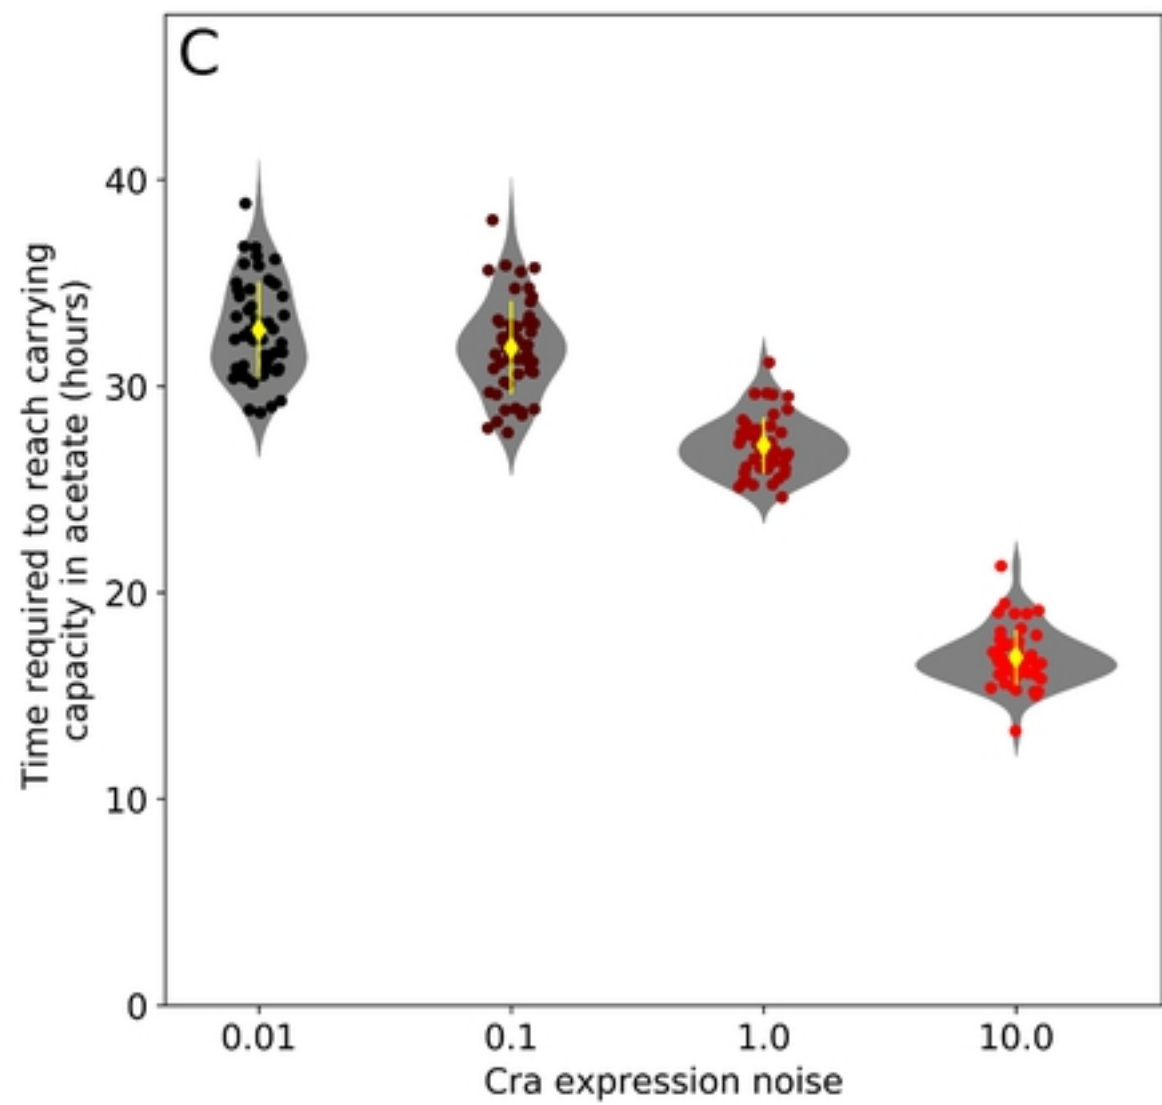 C
Time required to reach carrying
capacity in acetate (hours)
40
30
20
10
0
0.01 0.1 1.0 10.0
Cra expression noise